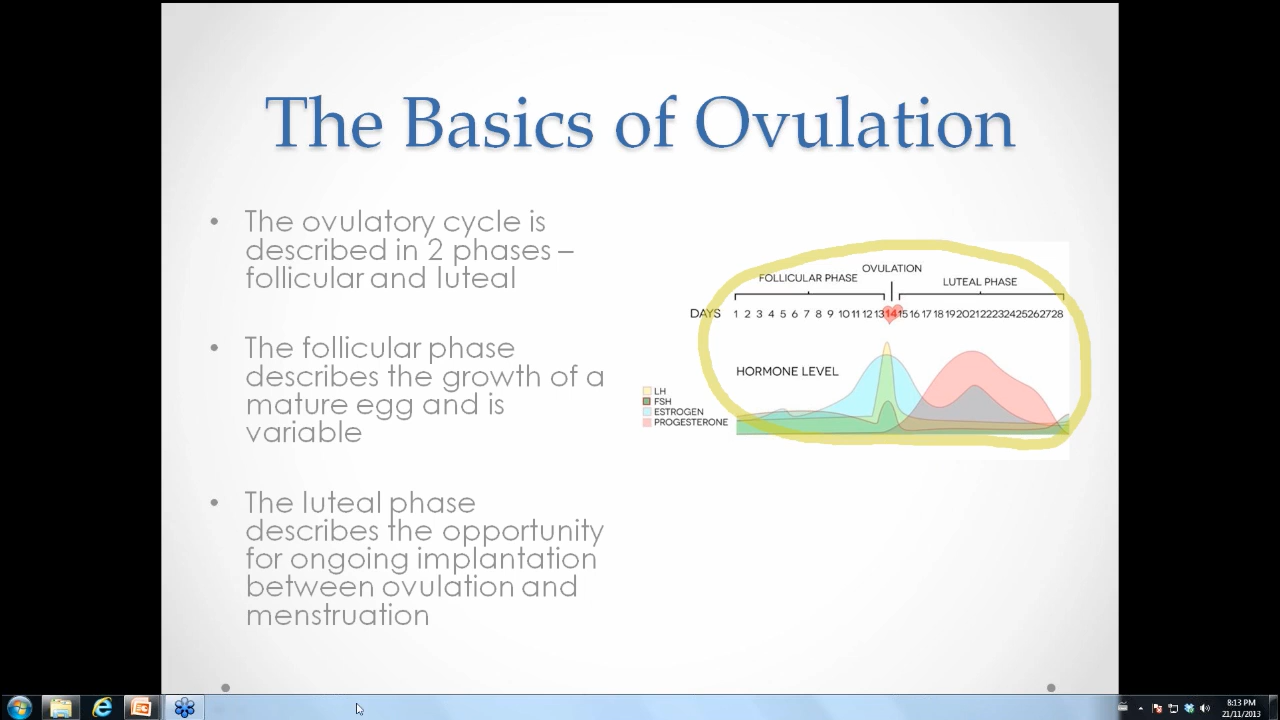 The Basics of Ovulation
• The ovulatory cycle is
described in 2 phases –
follicular and luteal
• The follicular phase
describes the growth of a
mature egg and is
variable
• The luteal phase
describes the opportunity
for ongoing implantation
between ovulation and
menstruation
OVULATION
FOLLICULAR PHASE
LUTEAL PHASE
DAYS 1 2 3 4 5 6 7 8 9 10 11 12 13 14 15 16 17 18 19 20 21 22 23 24 25 26 27 28
HORMONE LEVEL
LH
FSH
ESTROGEN
PROGESTERONE
8:13 PM
21/11/2013